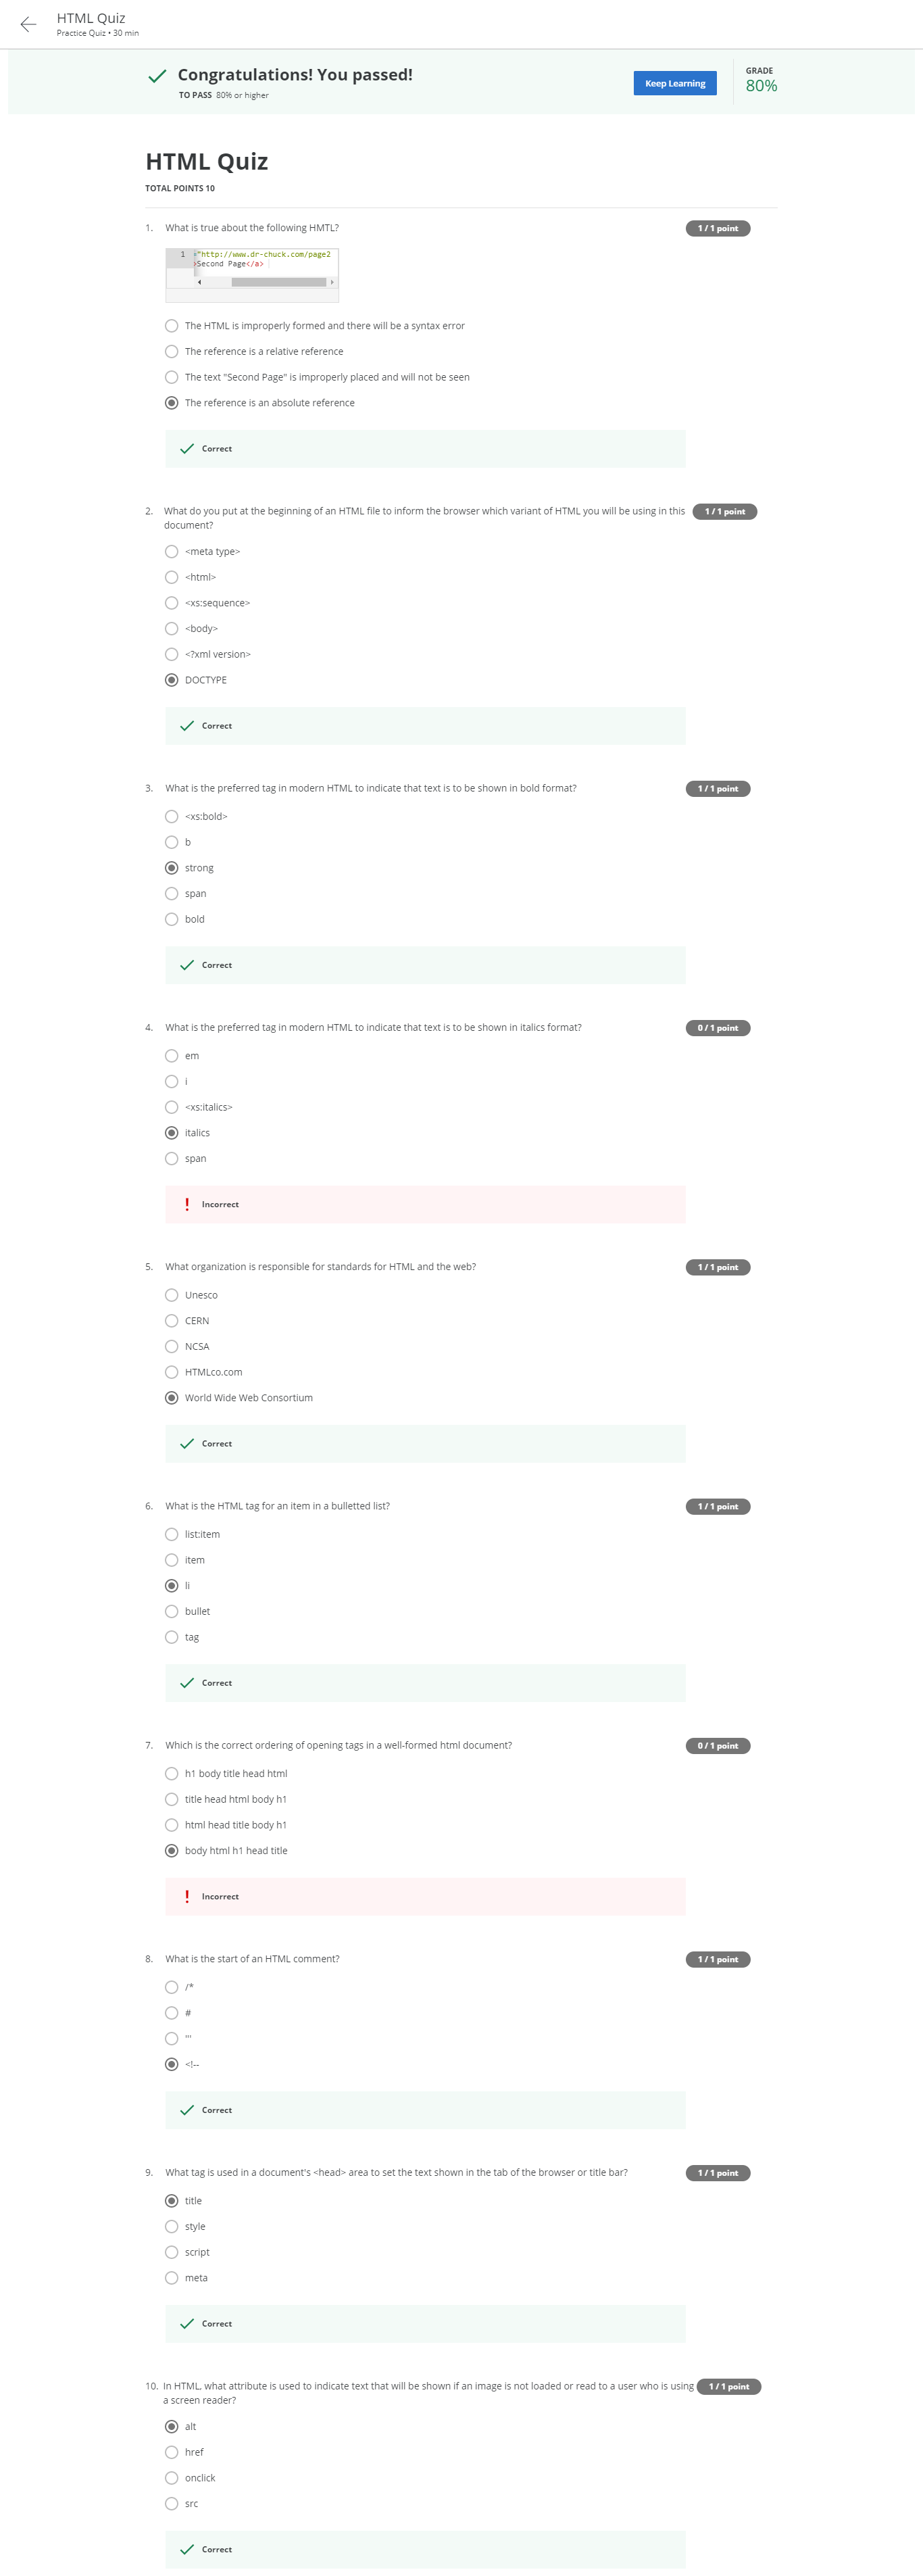 HTML Quiz
Practice Quiz • 30 min
Congratulations! You passed!
TO PASS 80% or higher
Keep Learning
GRADE
80%
HTML Quiz
TOTAL POINTS 10
1. What is true about the following HMTL?
1 / 1 point
1 "http://www.dr-chuck.com/page2
>Second Page</a>
The HTML is improperly formed and there will be a syntax error
The reference is a relative reference
The text "Second Page" is improperly placed and will not be seen
The reference is an absolute reference
Correct
2. What do you put at the beginning of an HTML file to inform the browser which variant of HTML you will be using in this
document?
1 / 1 point
<meta type>
<html>
<xs:sequence>
<body>
<?xml version>
DOCTYPE
Correct
3. What is the preferred tag in modern HTML to indicate that text is to be shown in bold format?
1 / 1 point
<xs:bold>
b
strong
span
bold
Correct
4. What is the preferred tag in modern HTML to indicate that text is to be shown in italics format?
0 / 1 point
em
i
<xs:italics>
italics
span
Incorrect
5. What organization is responsible for standards for HTML and the web?
1 / 1 point
Unesco
CERN
NCSA
HTMLco.com
World Wide Web Consortium
Correct
6. What is the HTML tag for an item in a bulletted list?
1 / 1 point
list:item
item
li
bullet
tag
Correct
7. Which is the correct ordering of opening tags in a well-formed html document?
0 / 1 point
h1 body title head html
title head html body h1
html head title body h1
body html h1 head title
Incorrect
8. What is the start of an HTML comment?
1 / 1 point
/*
#
'''
<!--
Correct
9. What tag is used in a document's <head> area to set the text shown in the tab of the browser or title bar?
1 / 1 point
title
style
script
meta
Correct
10. In HTML, what attribute is used to indicate text that will be shown if an image is not loaded or read to a user who is using
a screen reader?
1 / 1 point
alt
href
onclick
src
Correct